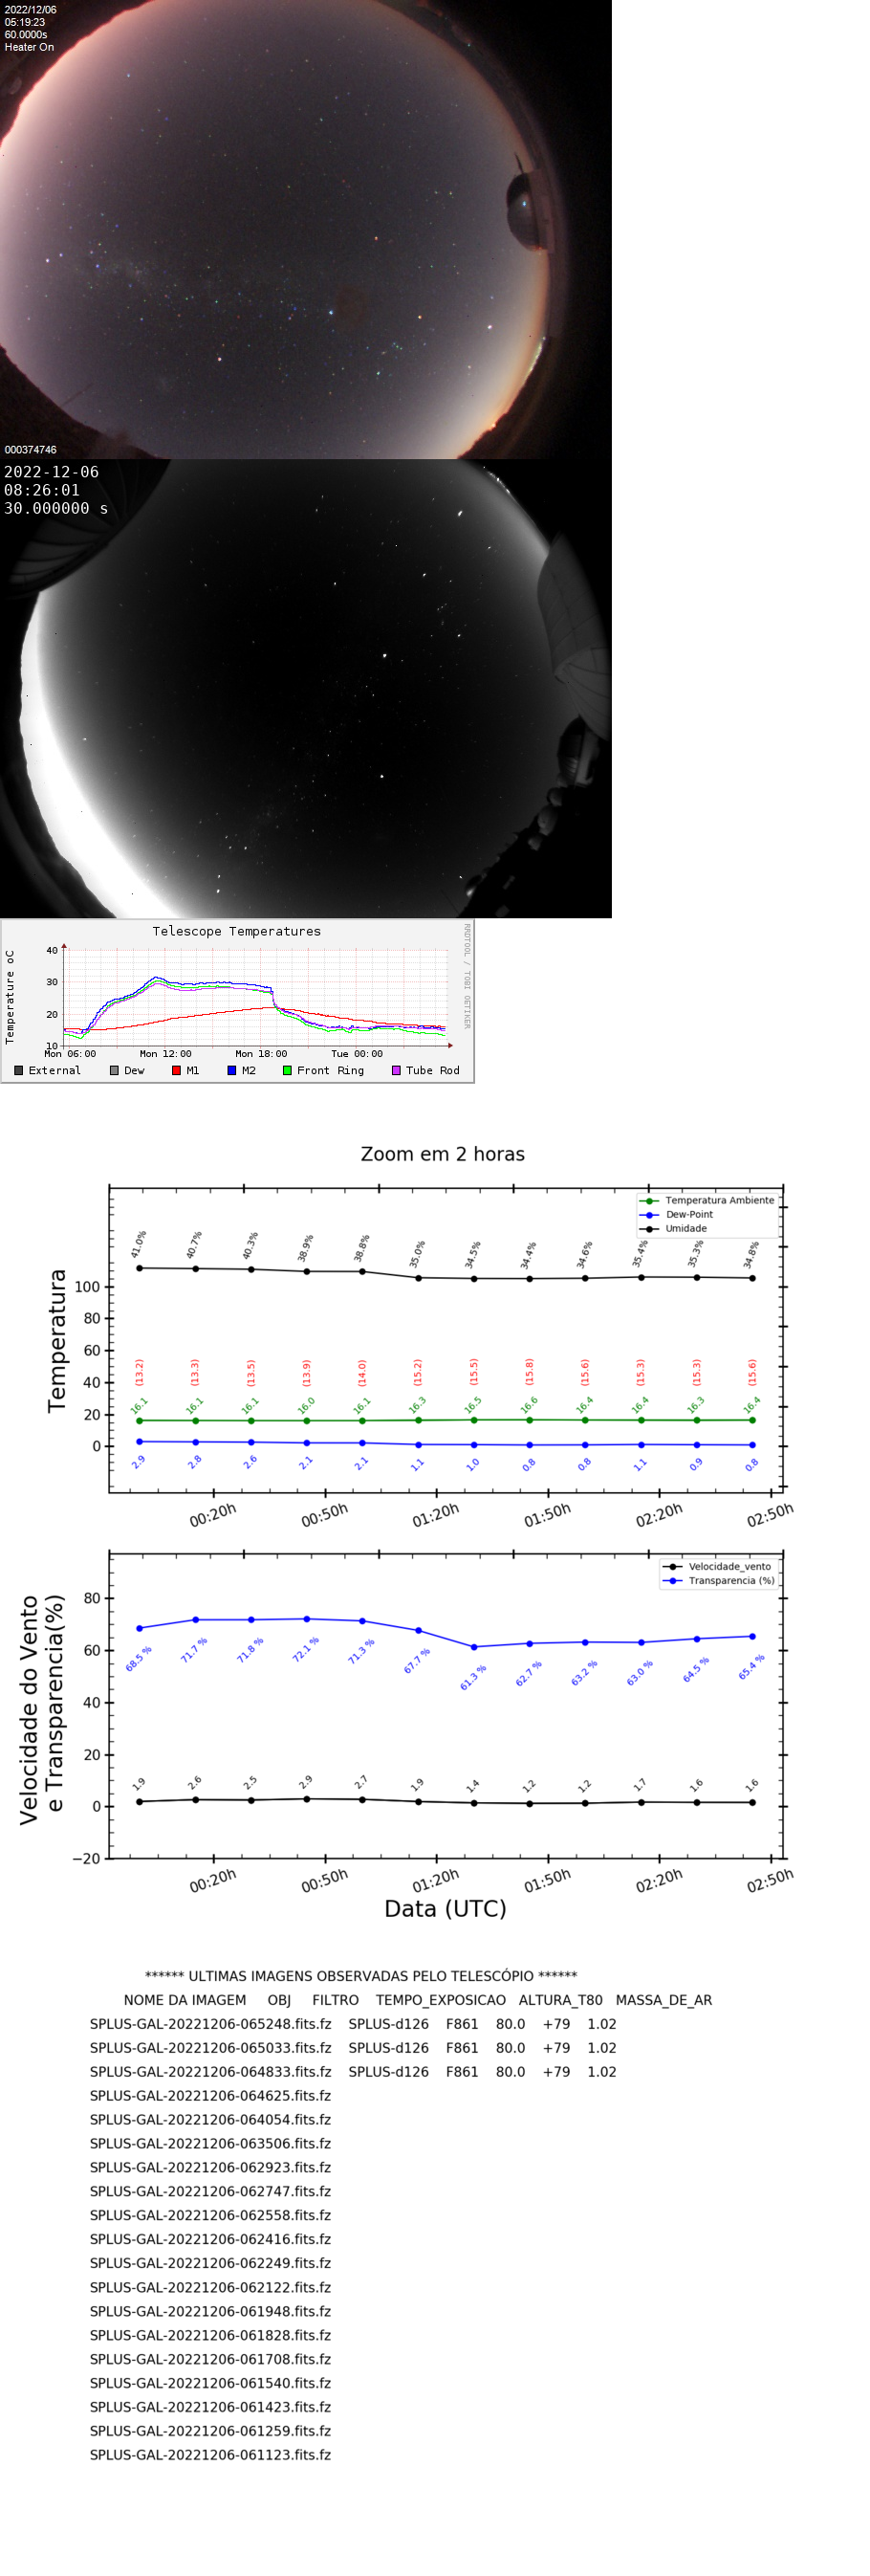 2022/12/06
05:19:23
60.0000s
Heater On
000374746
2022-12-06
08:26:01
30.000000 s
Telescope Temperatures
RRDTOOL / TOBI OETIKER
Temperature oC
40
30
20
10
Mon 06:00 Mon 12:00 Mon 18:00 Tue 00:00
External Dew M1 M2 Front Ring Tube Rod
Zoom em 2 horas
Temperatura Ambiente
Dew-Point
Umidade
Temperatura
41.0% 40.7% 40.3% 38.9% 38.8% 35.0% 34.5% 34.4% 34.6% 35.4% 35.3% 34.8%
100
80
60
40
20
0
(13.2) (13.3) (13.5) (13.9) (14.0) (15.2) (15.5) (15.8) (15.6) (15.3) (15.3) (15.6)
16.1 16.1 16.1 16.0 16.1 16.3 16.5 16.6 16.4 16.4 16.3 16.4
2.9 2.8 2.6 2.1 2.1 1.1 1.0 0.8 0.8 1.1 0.9 0.8
00:20h 00:50h 01:20h 01:50h 02:20h 02:50h
Velocidade_vento
Transparencia (%)
Velocidade do Vento
e Transparencia(%)
80
60
40
20
0
−20
68.5 % 71.7 % 71.8 % 72.1 % 71.3 % 67.7 % 61.3 % 62.7 % 63.2 % 63.0 % 64.5 % 65.4 %
1.9 2.6 2.5 2.9 2.7 1.9 1.4 1.2 1.2 1.7 1.6 1.6
00:20h 00:50h 01:20h 01:50h 02:20h 02:50h
Data (UTC)
****** ULTIMAS IMAGENS OBSERVADAS PELO TELESCÓPIO ******
NOME DA IMAGEM OBJ FILTRO TEMPO_EXPOSICAO ALTURA_T80 MASSA_DE_AR
SPLUS-GAL-20221206-065248.fits.fz SPLUS-d126 F861 80.0 +79 1.02
SPLUS-GAL-20221206-065033.fits.fz SPLUS-d126 F861 80.0 +79 1.02
SPLUS-GAL-20221206-064833.fits.fz SPLUS-d126 F861 80.0 +79 1.02
SPLUS-GAL-20221206-064625.fits.fz
SPLUS-GAL-20221206-064054.fits.fz
SPLUS-GAL-20221206-063506.fits.fz
SPLUS-GAL-20221206-062923.fits.fz
SPLUS-GAL-20221206-062747.fits.fz
SPLUS-GAL-20221206-062558.fits.fz
SPLUS-GAL-20221206-062416.fits.fz
SPLUS-GAL-20221206-062249.fits.fz
SPLUS-GAL-20221206-062122.fits.fz
SPLUS-GAL-20221206-061948.fits.fz
SPLUS-GAL-20221206-061828.fits.fz
SPLUS-GAL-20221206-061708.fits.fz
SPLUS-GAL-20221206-061540.fits.fz
SPLUS-GAL-20221206-061423.fits.fz
SPLUS-GAL-20221206-061259.fits.fz
SPLUS-GAL-20221206-061123.fits.fz